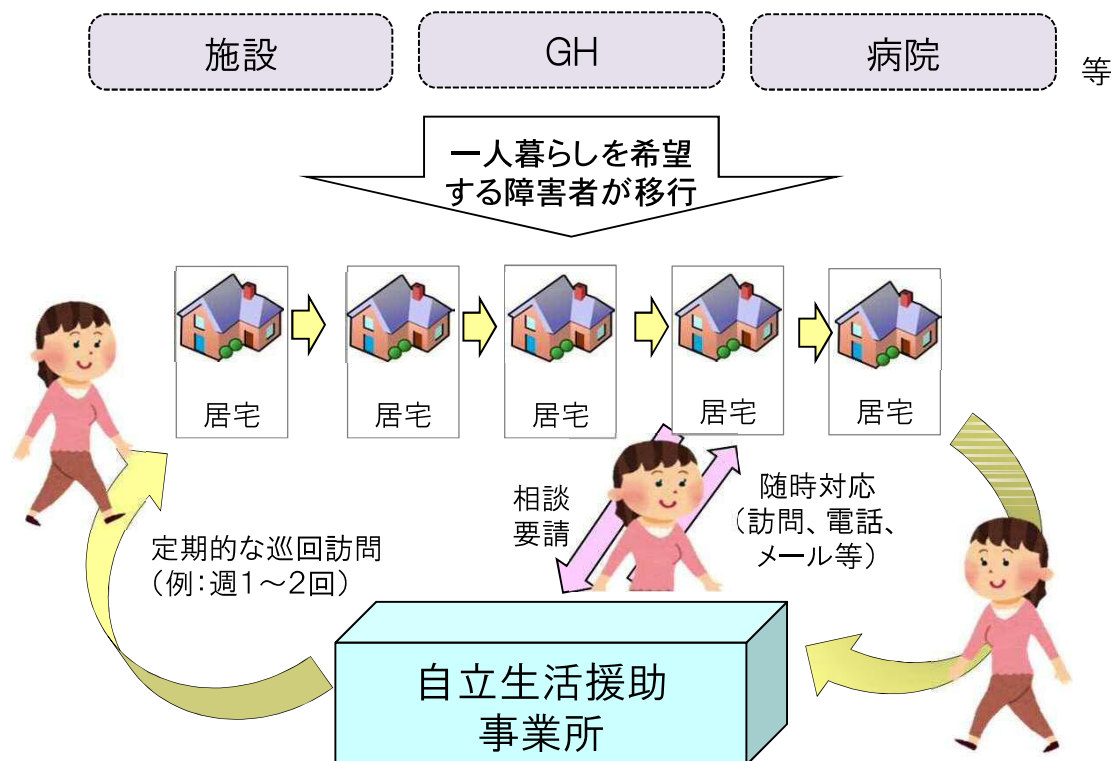 施設
GH
病院
等
一人暮らしを希望
する障害者が移行
居宅
居宅
居宅
居宅
居宅
相談
要請
随時対応
（訪問、電話、
メール等）
定期的な巡回訪問
（例：週1～2回）
自立生活援助
事業所